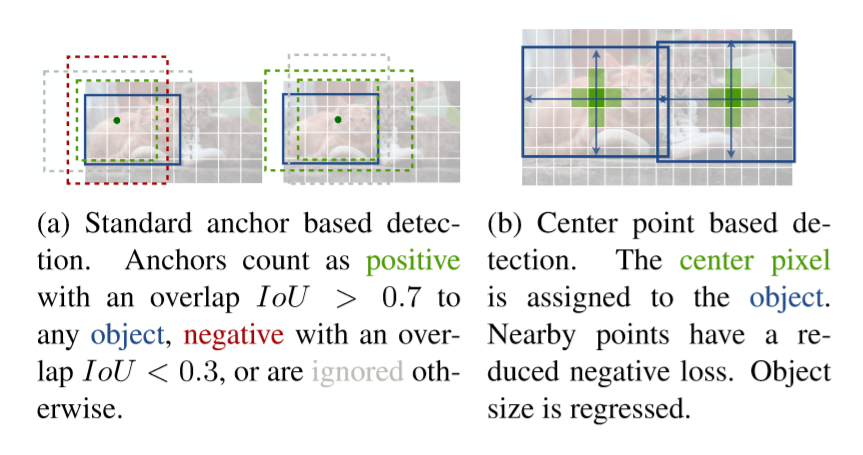 (a) Standard anchor based detec-
tion. Anchors count as positive
with an overlap IoU > 0.7 to
any object, negative with an over-
lap IoU < 0.3, or are ignored oth-
erwise.
(b) Center point based de-
tection. The center pixel
is assigned to the object.
Nearby points have a re-
duced negative loss. Object
size is regressed.